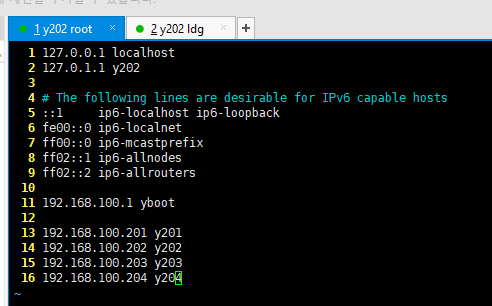 1 y202 root × 2 y202 ldg × +
1 127.0.0.1 localhost
2 127.0.1.1 y202
3
4 # The following lines are desirable for IPv6 capable hosts
5 ::1     ip6-localhost ip6-loopback
6 fe00::0 ip6-localnet
7 ff00::0 ip6-mcastprefix
8 ff02::1 ip6-allnodes
9 ff02::2 ip6-allrouters
10
11 192.168.100.1 yboot
12
13 192.168.100.201 y201
14 192.168.100.202 y202
15 192.168.100.203 y203
16 192.168.100.204 y204
~